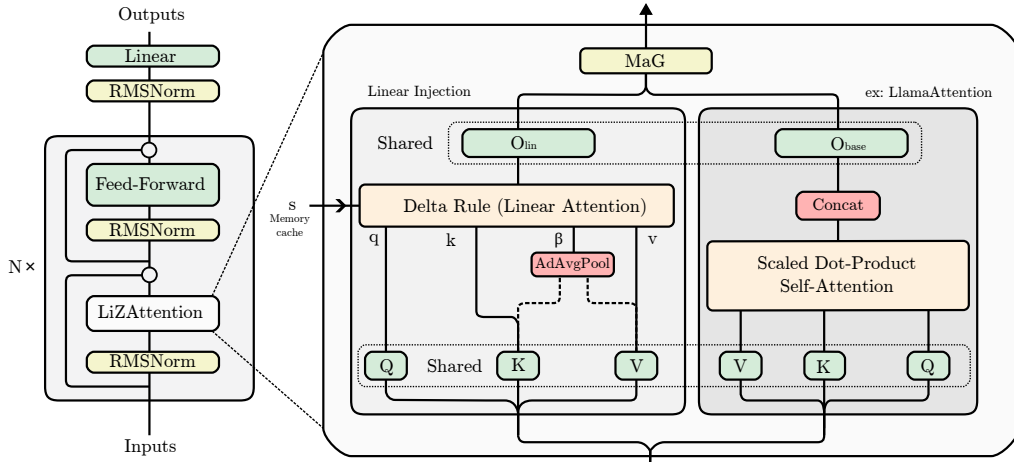 Outputs
Linear
RMSNorm
Feed-Forward
RMSNorm
N×
LiZAttention
RMSNorm
Inputs
MaG
Linear Injection
ex: LlamaAttention
Shared
Olin
Obase
s
Memory
cache
Delta Rule (Linear Attention)
Concat
q
k
β
v
AdAvgPool
Scaled Dot-Product
Self-Attention
Q
Shared
K
V
V
K
Q